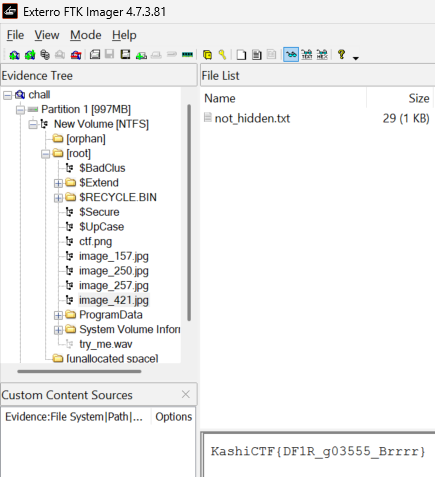 Exterro FTK Imager 4.7.3.81
File View Mode Help
Evidence Tree
chall
Partition 1 [997MB]
New Volume [NTFS]
[orphan]
[root]
$BadClus
$Extend
$RECYCLE.BIN
$Secure
$UpCase
ctf.png
image_157.jpg
image_250.jpg
image_257.jpg
image_421.jpg
ProgramData
System Volume Inforr
try_me.wav
[unallocated space]
File List
Name Size
not_hidden.txt 29 (1 KB)
Custom Content Sources
Evidence:File System|Path|... Options
KashiCTF{DF1R_g03555_Brrrr}